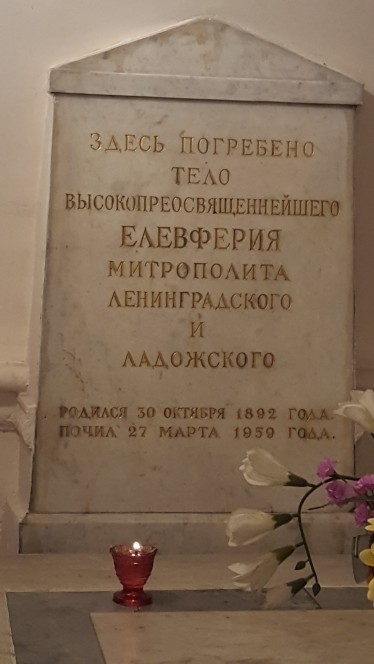 ЗДЕСЬ ПОГРЕБЕНО
ТЕЛО
ВЫСОКОПРЕОСВЯЩЕННЕЙШЕГО
ЕЛЕВФЕРИЯ
МИТРОПОЛИТА
ЛЕНИНГРАДСКОГО
И
ЛАДОЖСКОГО
РОДИЛСЯ 30 ОКТЯБРЯ 1892 ГОДА.
ПОЧИЛ 27 МАРТА 1959 ГОДА.